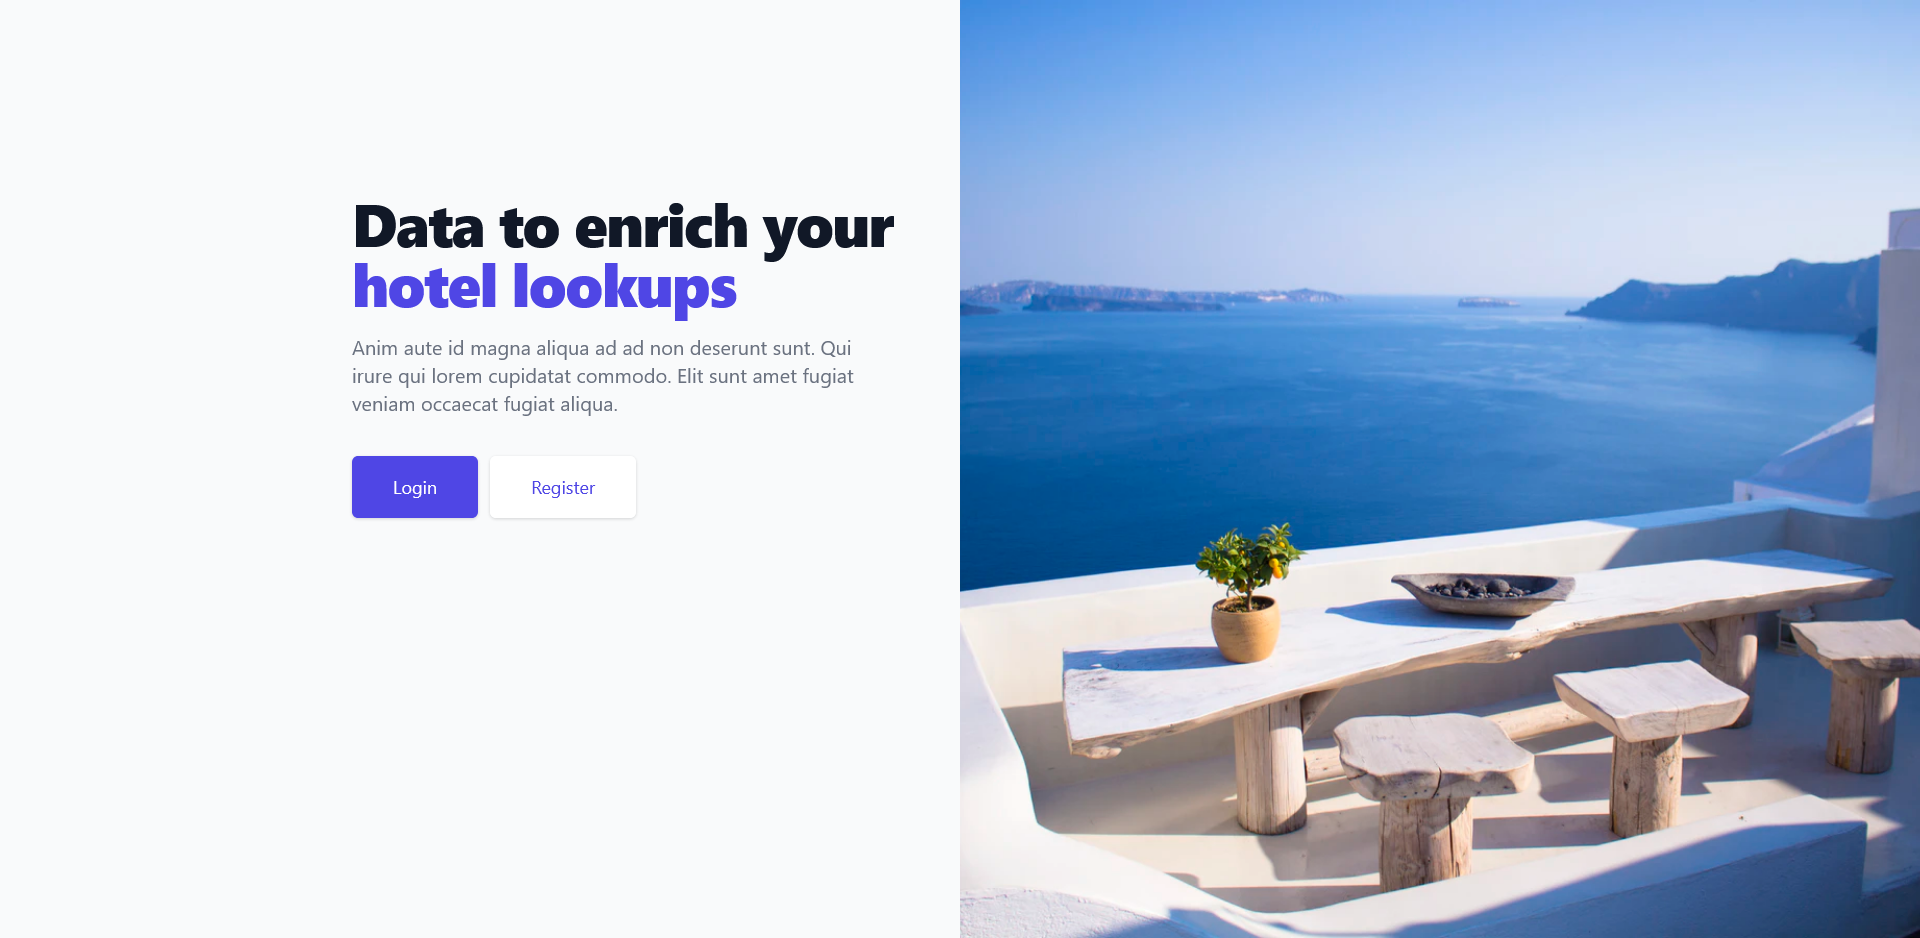 Data to enrich your
hotel lookups
Anim aute id magna aliqua ad ad non deserunt sunt. Qui
irure qui lorem cupidatat commodo. Elit sunt amet fugiat
veniam occaecat fugiat aliqua.
Login
Register